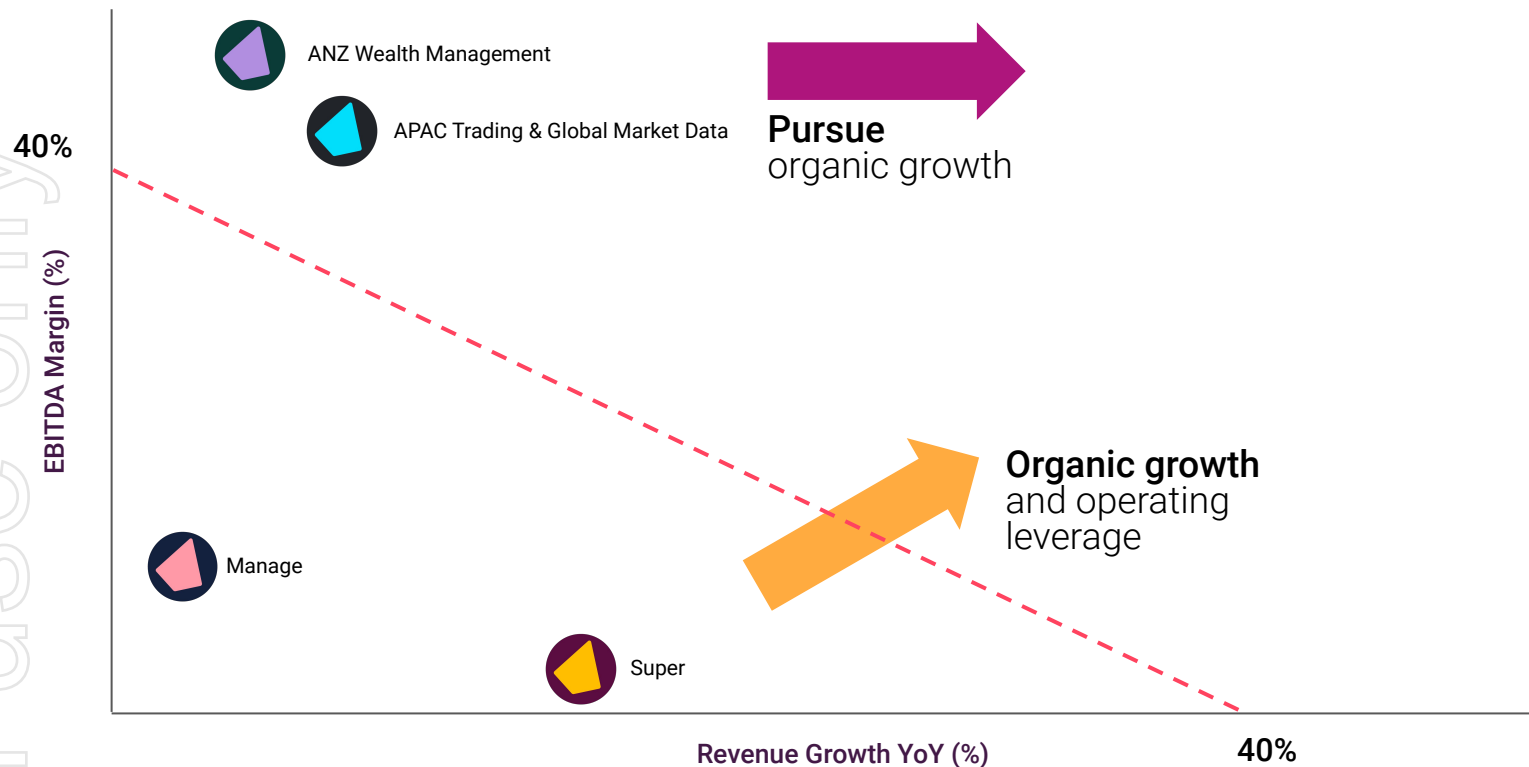 ANZ Wealth Management
APAC Trading & Global Market Data
Pursue
organic growth
40%
EBITDA Margin (%)
Organic growth
and operating
leverage
Manage
Super
Revenue Growth YoY (%)
40%